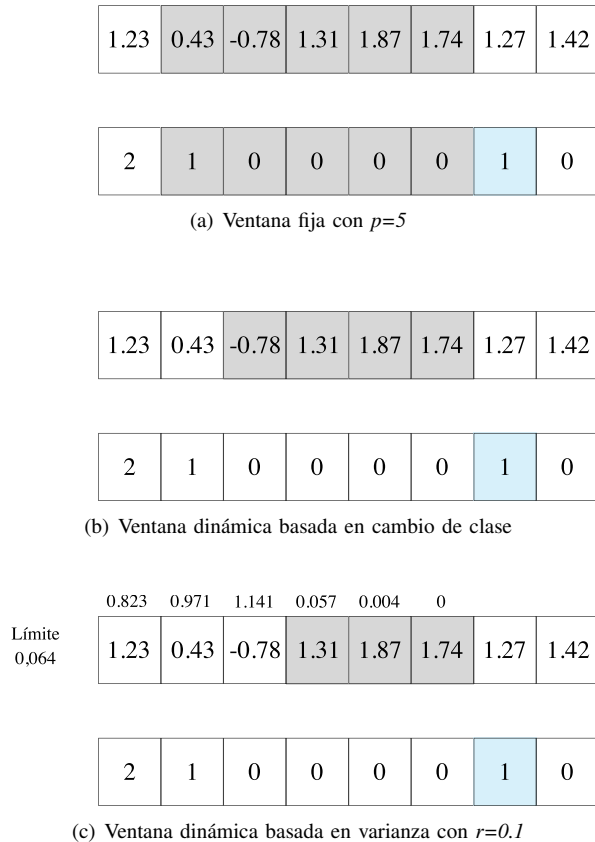 1.23 0.43 -0.78 1.31 1.87 1.74 1.27 1.42
2 1 0 0 0 0 1 0
(a) Ventana fija con p=5
1.23 0.43 -0.78 1.31 1.87 1.74 1.27 1.42
2 1 0 0 0 0 1 0
(b) Ventana dinámica basada en cambio de clase
0.823 0.971 1.141 0.057 0.004 0
Límite
0,064
1.23 0.43 -0.78 1.31 1.87 1.74 1.27 1.42
2 1 0 0 0 0 1 0
(c) Ventana dinámica basada en varianza con r=0.1